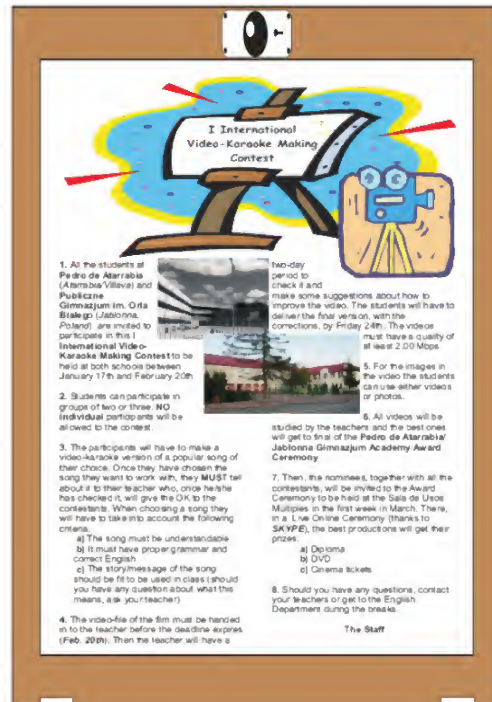 I International
Video-Karaoke Making
Contest
1. All the students at
Pedro de Atarrabia
(Atarrabia/Villava) and
Publiczne
Gimnazjum im. Orla
Bialego (Jablonna,
Poland) are invited to
participate in this I
International Video-
Karaoke Making Contest to be
held at both schools between
January 17th and February 20th
2. Students can participate in
groups of two or three. NO
individual participants will be
allowed to the contest.
3. The participants will have to make a
video-karaoke version of a popular song of
their choice. Once they have chosen the
song they want to work with, they MUST tell
about it to their teacher who, once he/she
has checked it, will give the OK to the
contestants. When choosing a song they
will have to take into account the following
criteria.
a) The song must be understandable
b) It must have proper grammar and
correct English
c) The story/message of the song
should be fit to be used in class (should
you have any question about what this
means, ask your teacher)
4. The video-file of the film must be handed
in to the teacher before the deadline expires
(Feb. 20th). Then the teacher will have a
two-day
period to
check it and
make some suggestions about how to
improve the video. The students will have to
deliver the final version, with the
corrections, by Friday 24th. The videos
must have a quality of
at least 2.00 Mbps
5. For the images in
the video the students
can use either videos
or photos.
6. All videos will be
studied by the teachers and the best ones
will get to final of the Pedro de Atarrabia/
Jablonna Gimnazjum Academy Award
Ceremony
7. Then, the nominees, together with all the
contestants, will be invited to the Award
Ceremony to be held at the Sala de Usos
Multiples in the first week in March. There,
in a Live Online Ceremony (thanks to
SKYPE), the best productions will get their
prizes:
a) Diploma
b) DVD
c) Cinema tickets
8. Should you have any questions, contact
your teachers or get to the English
Department during the breaks.
The Staff